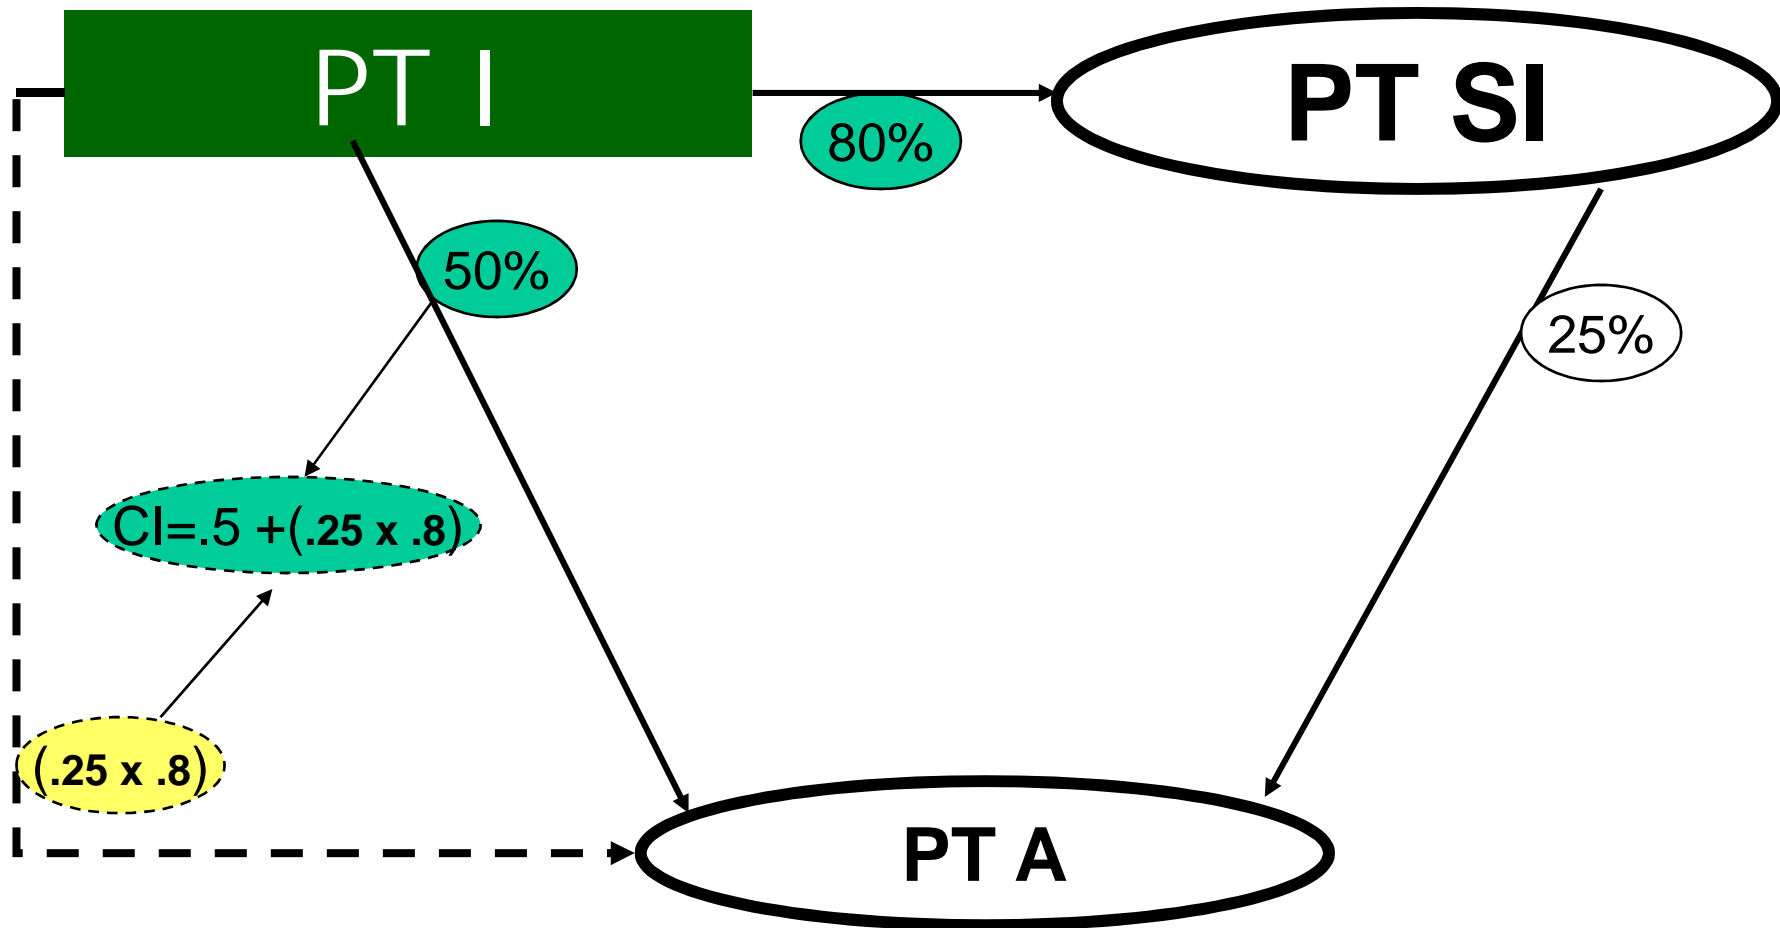 PT I
PT SI
80%
50%
25%
CI=.5 +(.25 x .8)
(.25 x .8)
PT A